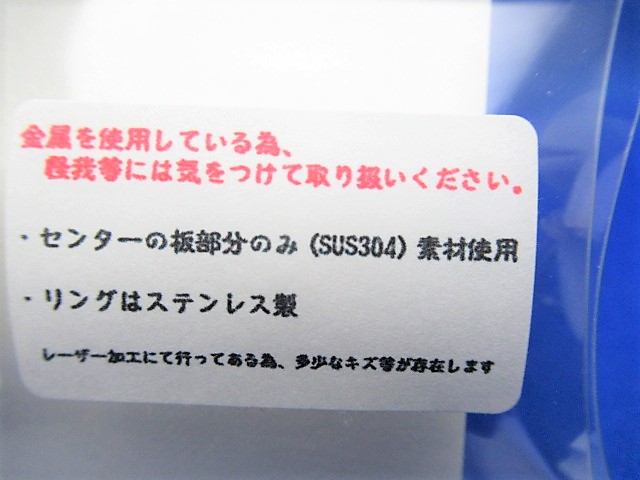 金属を使用している為、
怪我等には気をつけて取り扱いください。
・センターの板部分のみ(SUS304)素材使用
・リングはステンレス製
レーザー加工にて行ってある為、多少なキズ等が存在します